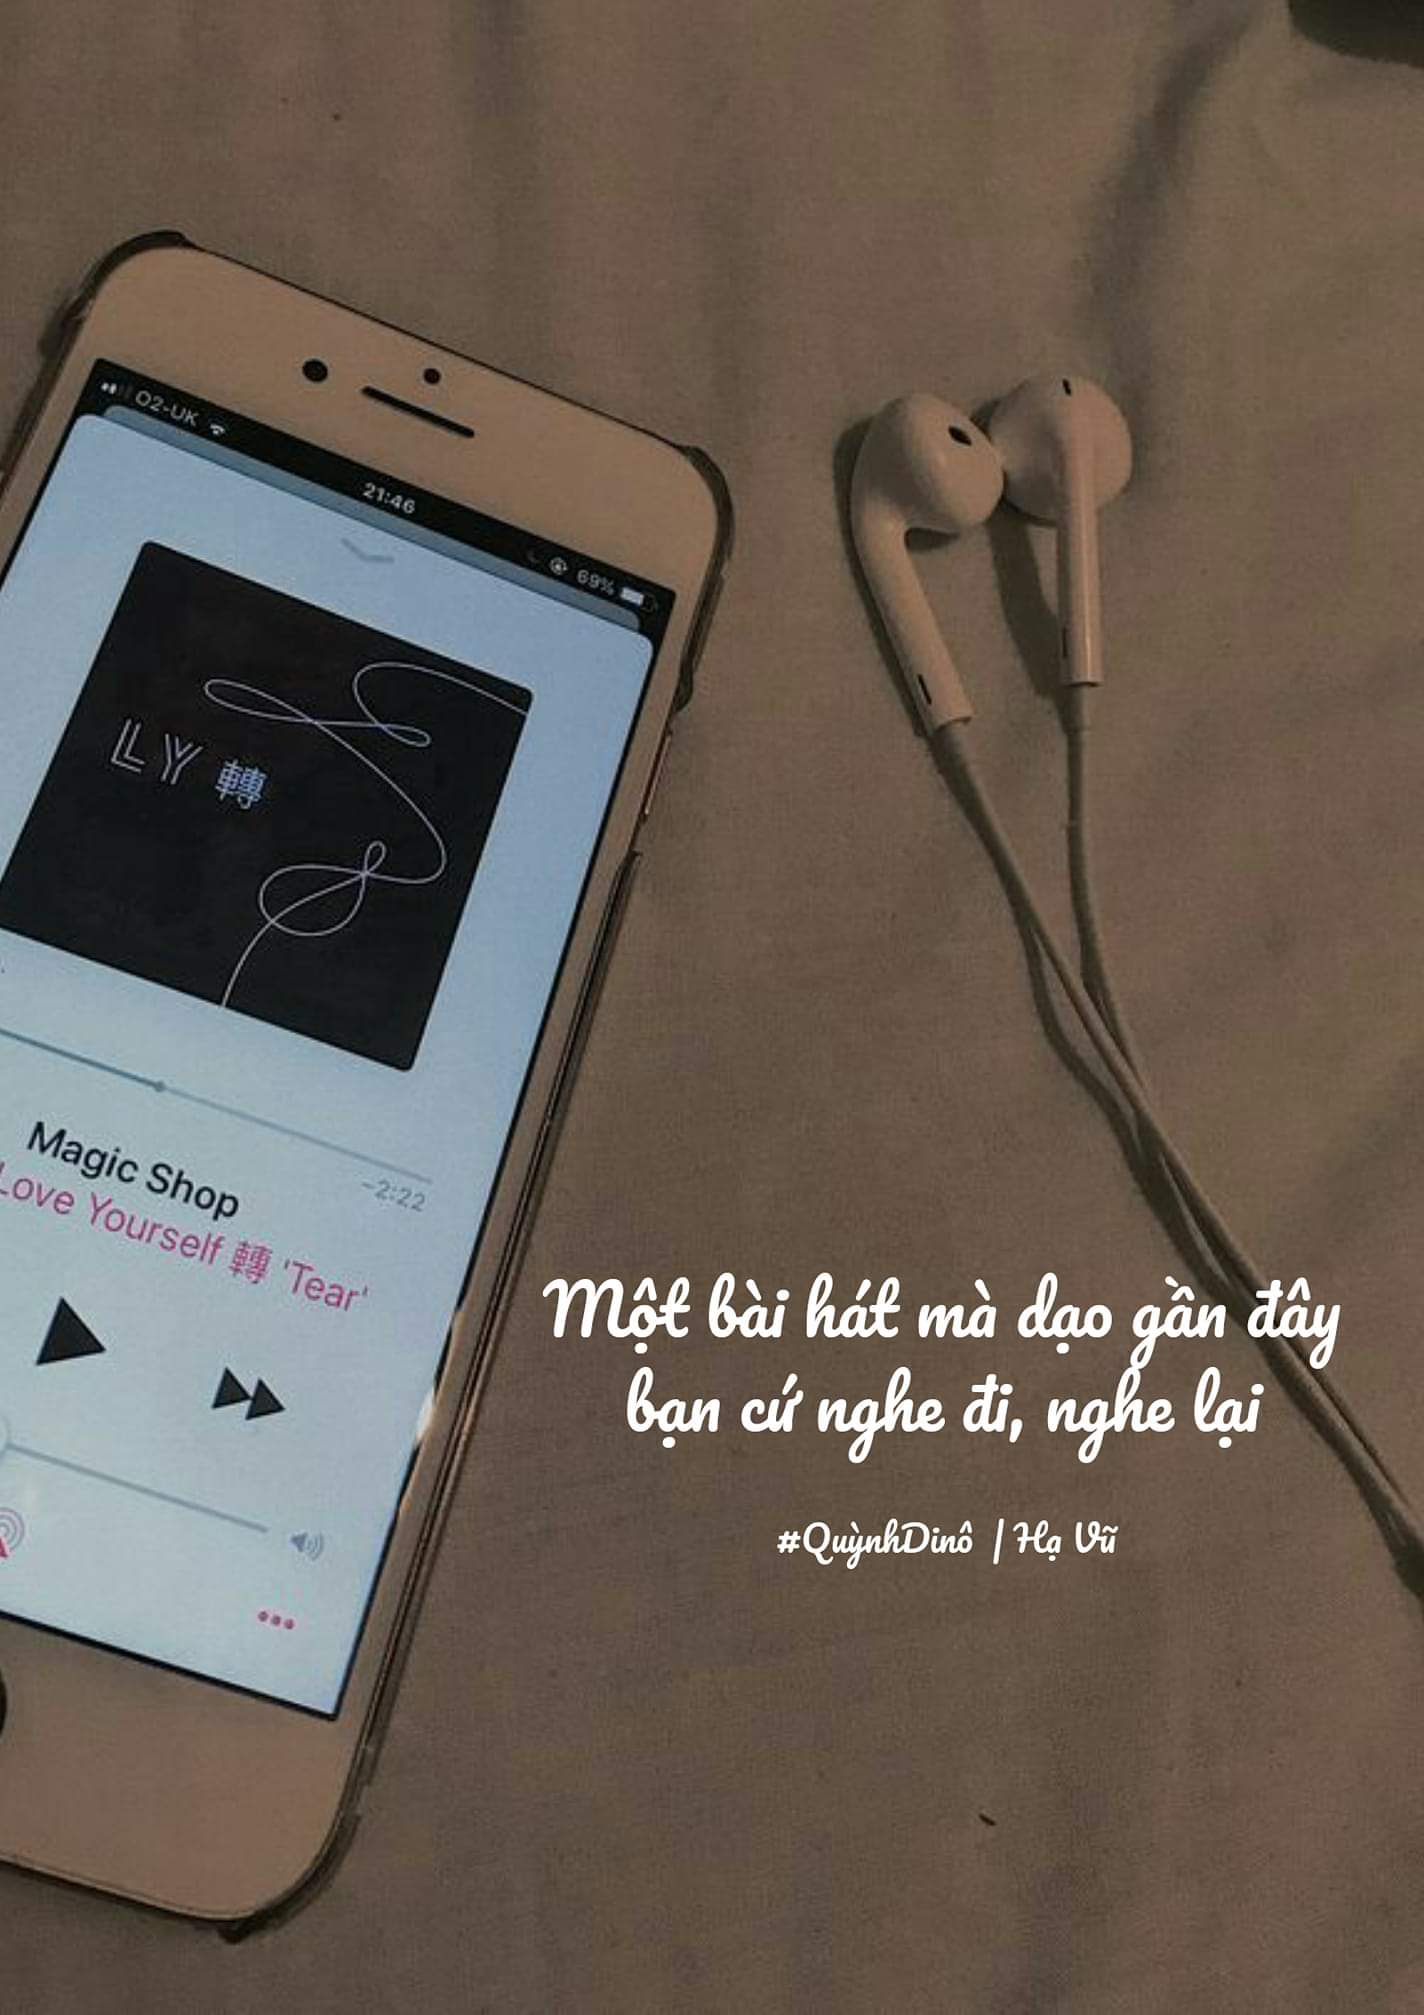 O2-UK
21:46
69%
LY 轉
-2:22
Magic Shop
Love Yourself 轉 'Tear'
Một bài hát mà dạo gần đây
bạn cứ nghe đi, nghe lại
#QuỳnhDinô | Hạ Vũ